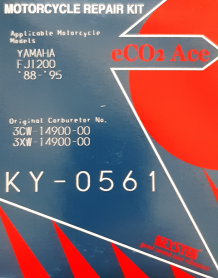 MOTORCYCLE REPAIR KIT
Applicable Motorcycle
Models
YAMAHA
FJ1200
'88-'95
eCO2 Ace
Original Carburetor No.
3CW-14900-00
3XW-14900-00
KY-0561
KEYSTER